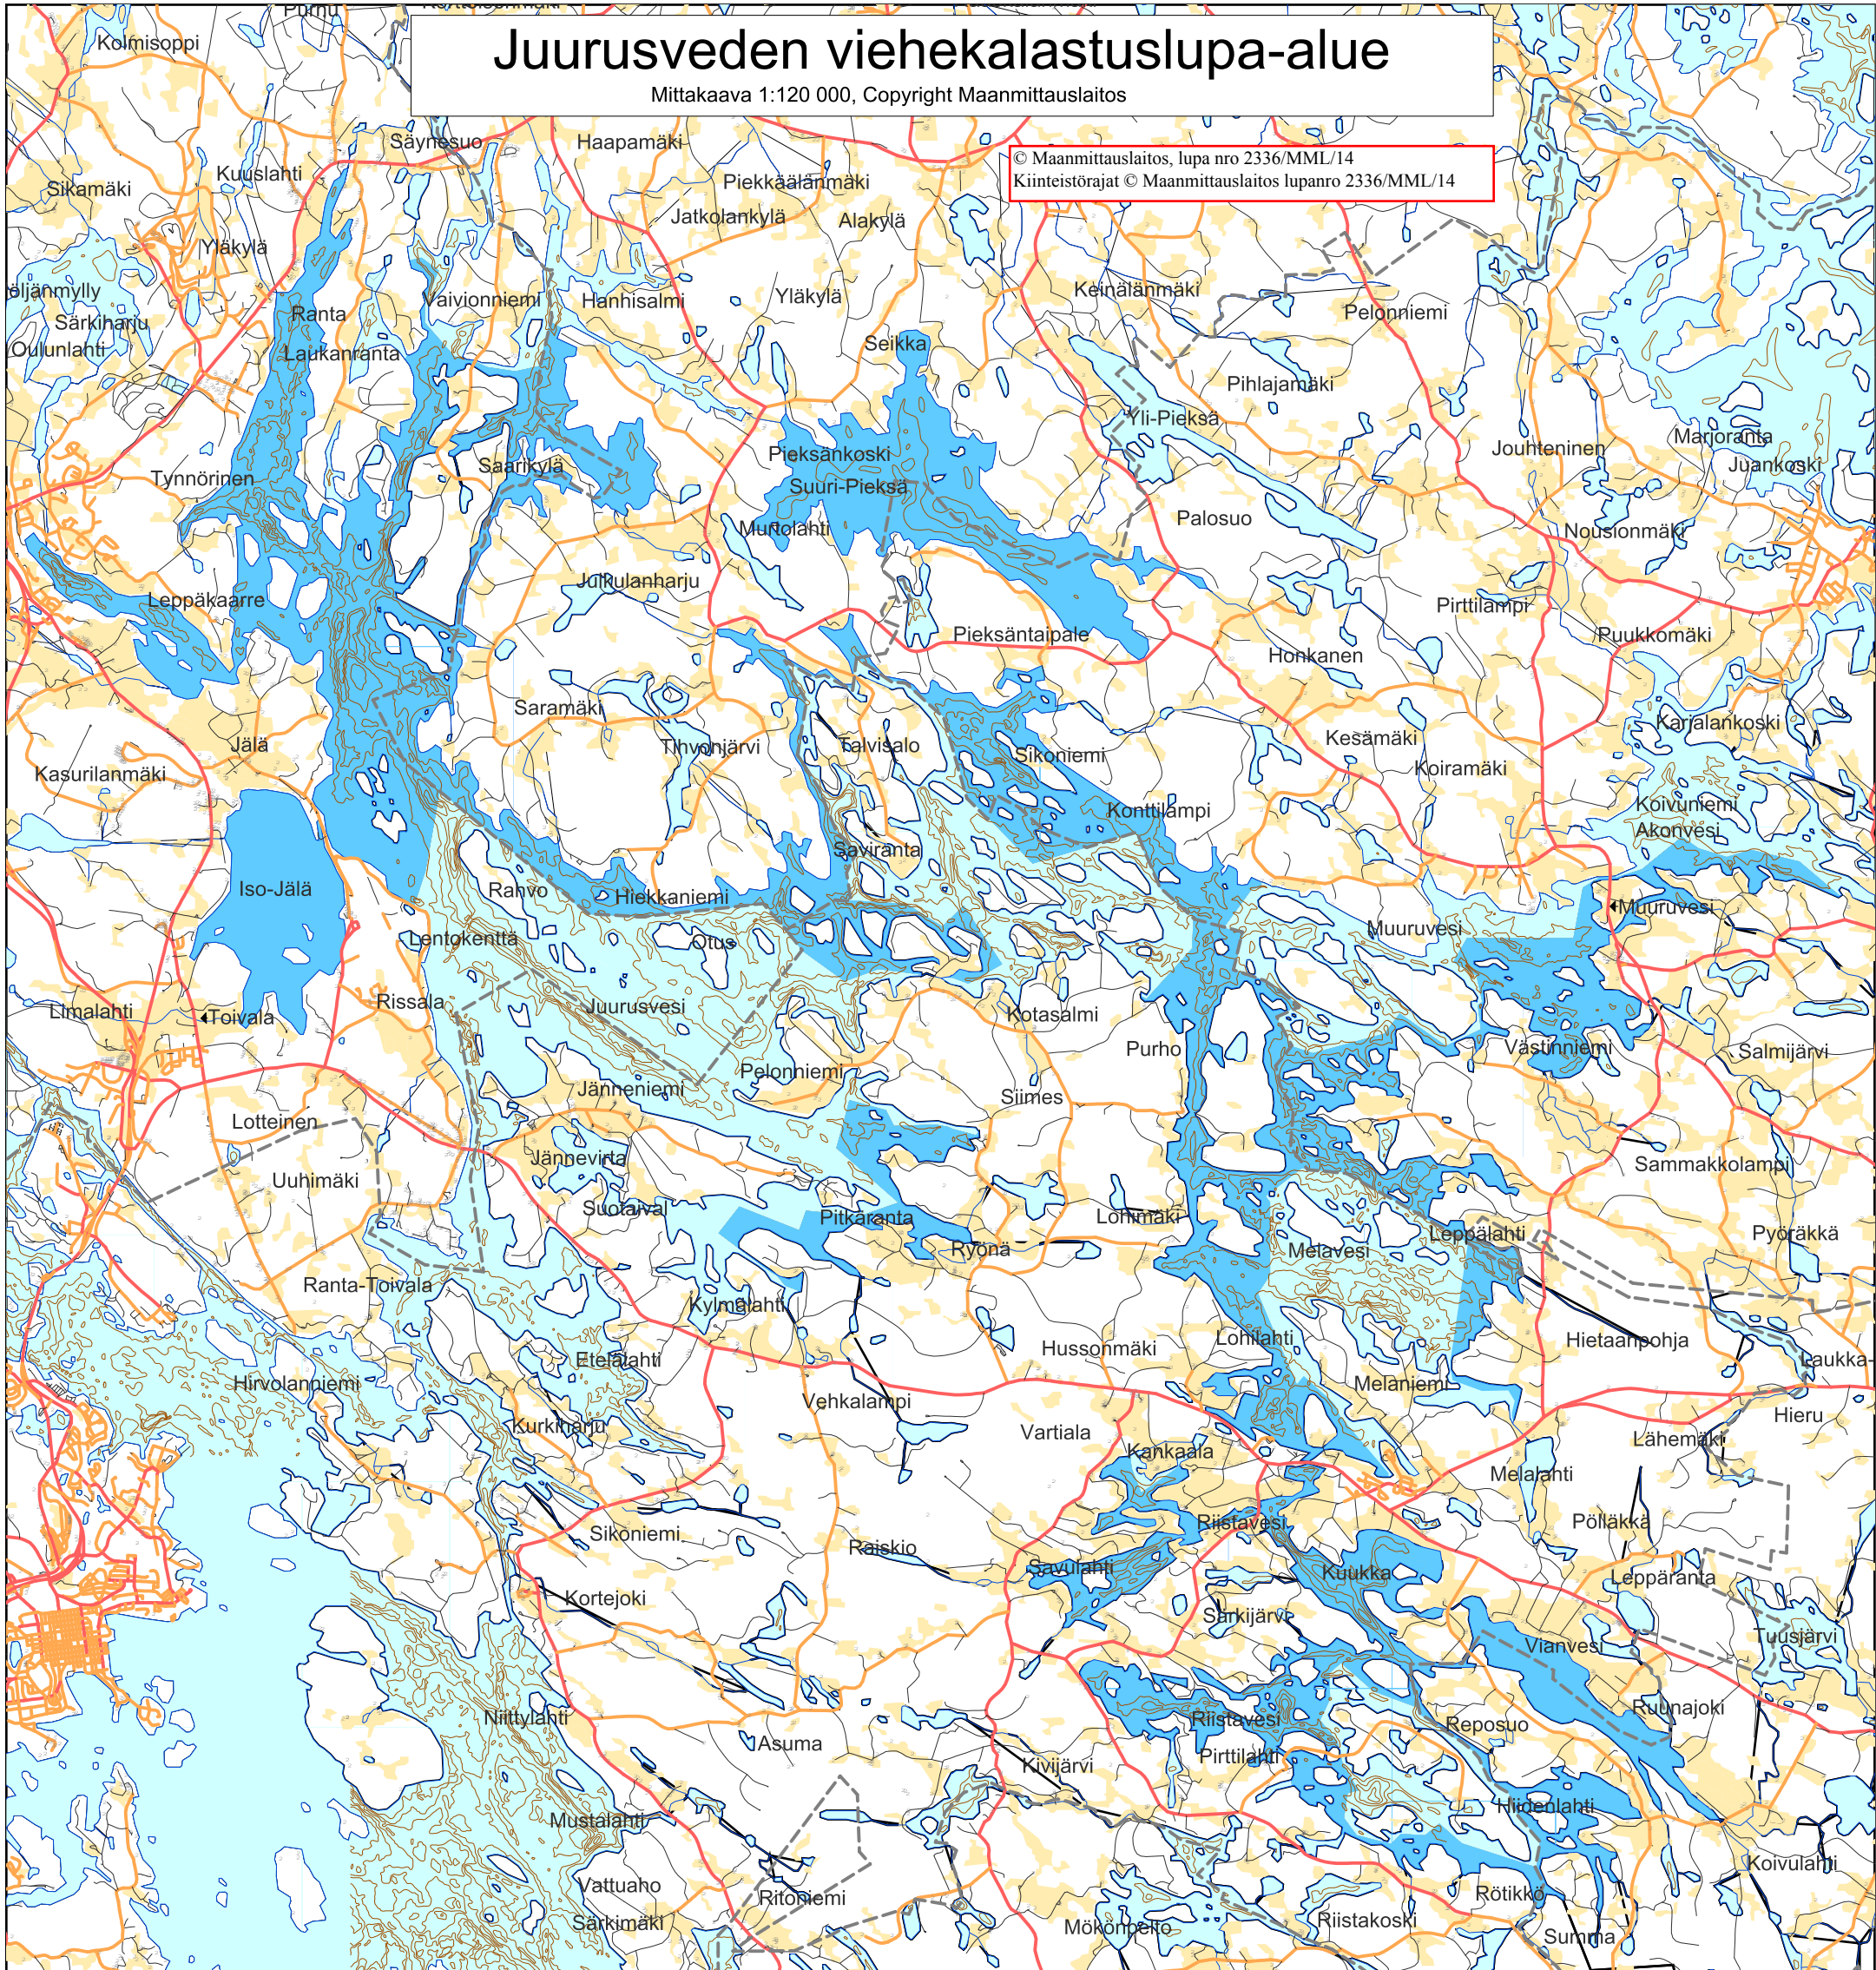 Juurusveden viehekalastuslupa-alue
Mittakaava 1:120 000, Copyright Maanmittauslaitos
© Maanmittauslaitos, lupa nro 2336/MML/14
Kiinteistörajat © Maanmittauslaitos lupanro 2336/MML/14
Kolmisoppi
Säynesuo
Haapamäki
Kuuslahti
Sikamäki
Piekkäälänmäki
Jatkolankylä
Alakylä
Yläkylä
Keinälänmäki
Vaivionniemi
Hanhisalmi
Yläkylä
Pelonniemi
Ranta
Särkiharju
Oulunlahti
Laukanranta
Seikka
Pihlajamäki
Yli-Pieksä
Marjoranta
Jouhteninen
Juankoski
Pieksänkoski
Saarikylä
Tynnörinen
Suuri-Pieksä
Palosuo
Murtolahti
Nousionmäki
Julkulanharju
Leppäkaarre
Pirttilampi
Pieksäntaipale
Puukkomäki
Honkanen
Saramäki
Karjalankoski
Jälä
Tihvonjärvi
Talvisalo
Sikoniemi
Kesämäki
Kasurilanmäki
Koiramäki
Konttilampi
Koivuniemi
Akonvesi
Saviranta
Iso-Jälä
Rahvo
Hiekkaniemi
Muuruvesi
Muuruvesi
Lentokenttä
Otus
Rissala
Juurusvesi
Limalahti
Toivala
Kotasalmi
Purho
Västinniemi
Salmijärvi
Pelonniemi
Jänneniemi
Siimes
Lotteinen
Jännevirta
Sammakkolampi
Uuhimäki
Suotaival
Pitkäranta
Lohimäki
Leppälahti
Pyöräkkä
Ryönä
Melavesi
Ranta-Toivala
Kylmälahti
Lohilahti
Hietaanpohja
Hussonmäki
Etelälahti
Laukka-
Hirvolanniemi
Melaniemi
Vehkalampi
Hieru
Kurkiharju
Vartiala
Lähemäki
Kankaala
Melalahti
Riistavesi
Pölläkkä
Sikoniemi
Raiskio
Savulahti
Kuukka
Leppäranta
Kortejoki
Särkijärvi
Vianvesi
Tuusjärvi
Ruunajoki
Niittylahti
Riistavesi
Reposuo
Asuma
Pirttilahti
Kivijärvi
Hiidenlahti
Mustalahti
Koivulahti
Vattuaho
Ritoniemi
Rötikkö
Särkimäki
Mökönpelto
Riistakoski
Summa